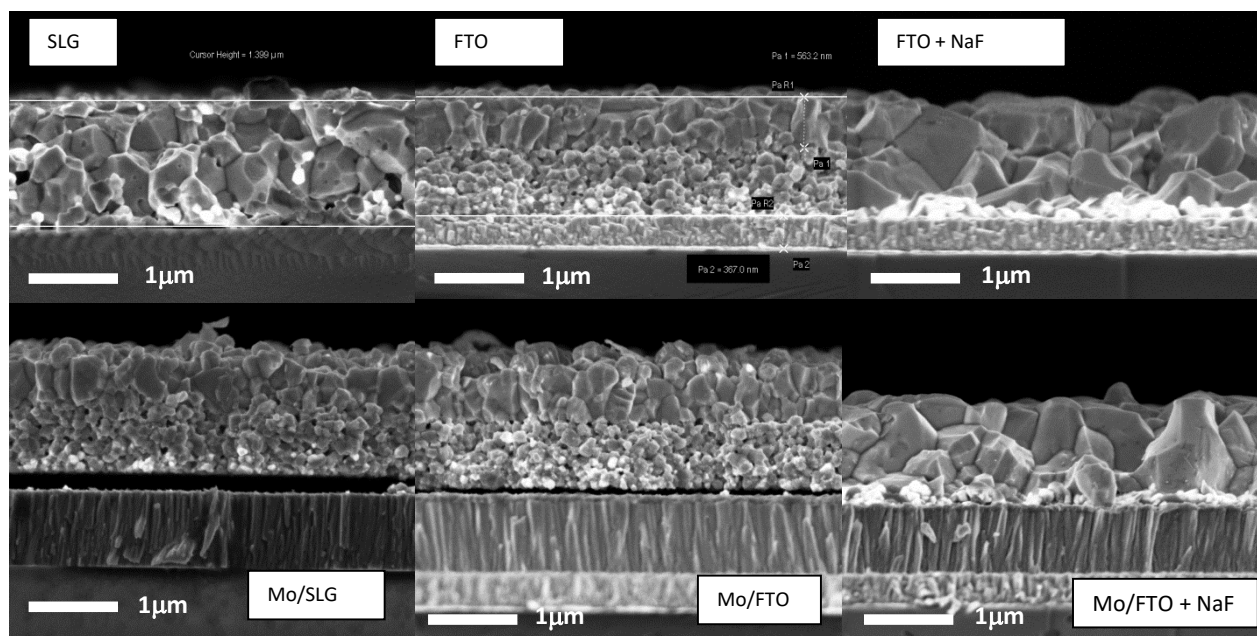 SLG
Cursor Height = 1.399 µm
1µm
FTO
Pa 1 = 563.2 nm
Pa R1
Pa 1
Pa R2
Pa 2 = 367.0 nm
Pa 2
1µm
FTO + NaF
1µm
Mo/SLG
1µm
Mo/FTO
1µm
Mo/FTO + NaF
1µm